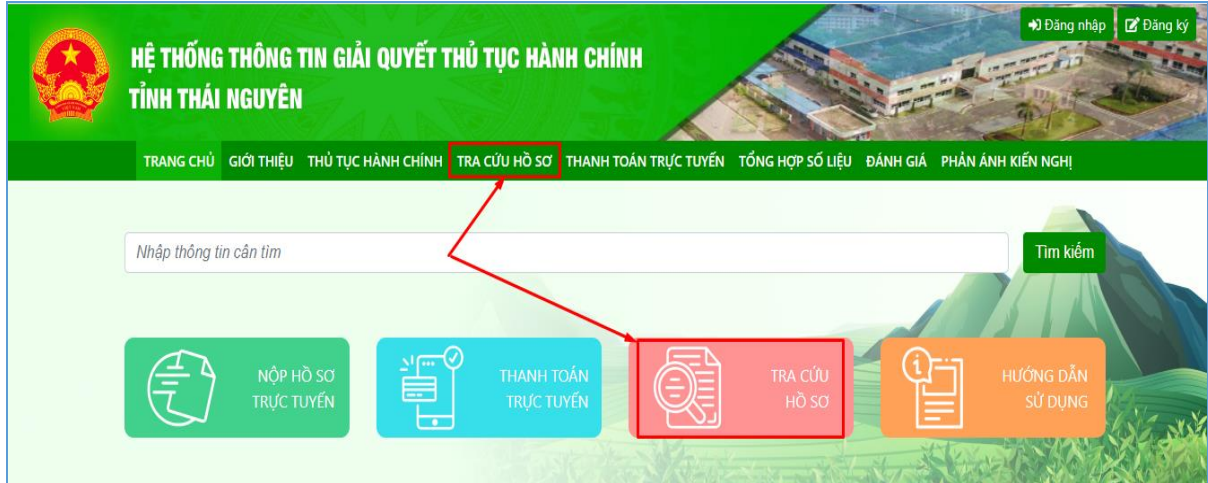 Đăng nhập Đăng ký
HỆ THỐNG THÔNG TIN GIẢI QUYẾT THỦ TỤC HÀNH CHÍNH
TỈNH THÁI NGUYÊN
TRANG CHỦ GIỚI THIỆU THỦ TỤC HÀNH CHÍNH TRA CỨU HỒ SƠ THANH TOÁN TRỰC TUYẾN TỔNG HỢP SỐ LIỆU ĐÁNH GIÁ PHẢN ÁNH KIẾN NGHỊ
Nhập thông tin cần tìm Tìm kiếm
NỘP HỒ SƠ
TRỰC TUYẾN
THANH TOÁN
TRỰC TUYẾN
TRA CỨU
HỒ SƠ
HƯỚNG DẪN
SỬ DỤNG